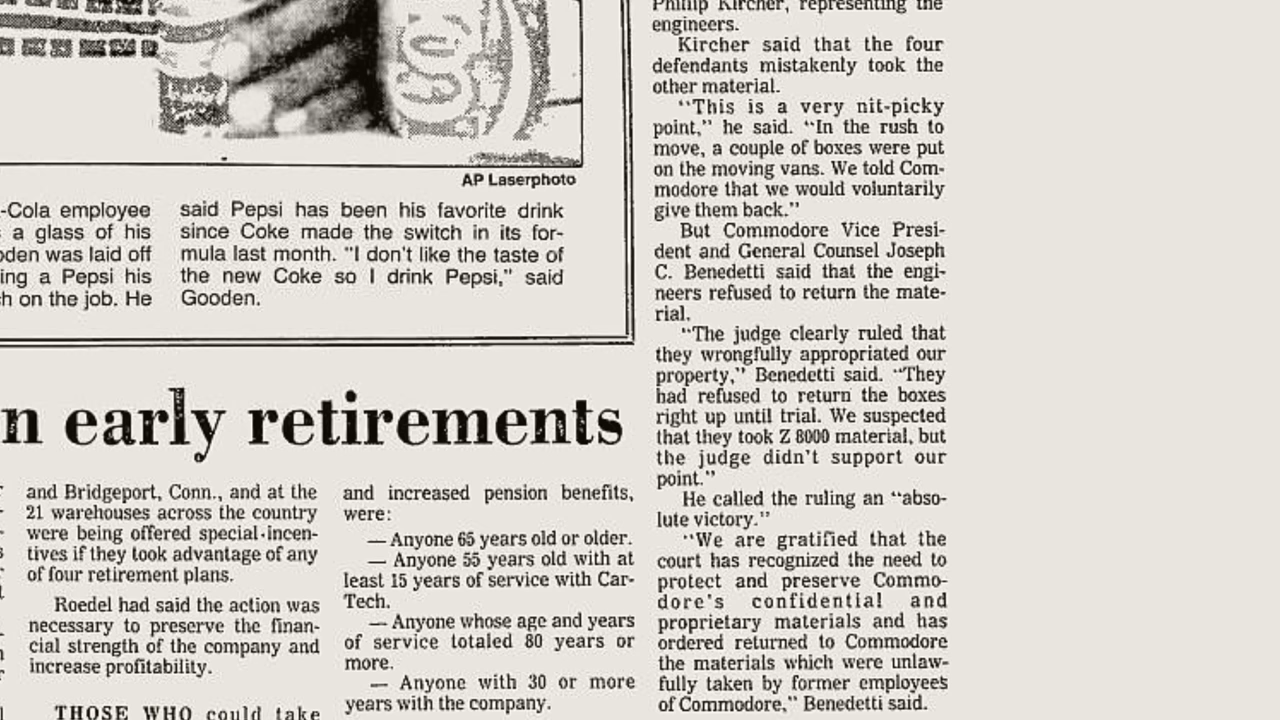 AP Laserphoto
-Cola employee
a glass of his
oden was laid off
ing a Pepsi his
ch on the job. He
said Pepsi has been his favorite drink
since Coke made the switch in its for-
mula last month. "I don't like the taste of
the new Coke so I drink Pepsi," said
Gooden.
n early retirements
and Bridgeport, Conn., and at the
21 warehouses across the country
were being offered special incen-
tives if they took advantage of any
of four retirement plans.
Roedel had said the action was
necessary to preserve the finan-
cial strength of the company and
increase profitability.
THOSE WHO could take
and increased pension benefits,
were:
— Anyone 65 years old or older.
— Anyone 55 years old with at
least 15 years of service with Car-
Tech.
— Anyone whose age and years
of service totaled 80 years or
more.
— Anyone with 30 or more
years with the company.
Phillip Kircher, representing the
engineers.
Kircher said that the four
defendants mistakenly took the
other material.
"This is a very nit-picky
point," he said. "In the rush to
move, a couple of boxes were put
on the moving vans. We told Com-
modore that we would voluntarily
give them back."
But Commodore Vice Presi-
dent and General Counsel Joseph
C. Benedetti said that the engi-
neers refused to return the mate-
rial.
"The judge clearly ruled that
they wrongfully appropriated our
property," Benedetti said. "They
had refused to return the boxes
right up until trial. We suspected
that they took Z 8000 material, but
the judge didn't support our
point."
He called the ruling an "abso-
lute victory."
"We are gratified that the
court has recognized the need to
protect and preserve Commo-
dore's confidential and
proprietary materials and has
ordered returned to Commodore
the materials which were unlaw-
fully taken by former employees
of Commodore," Benedetti said.